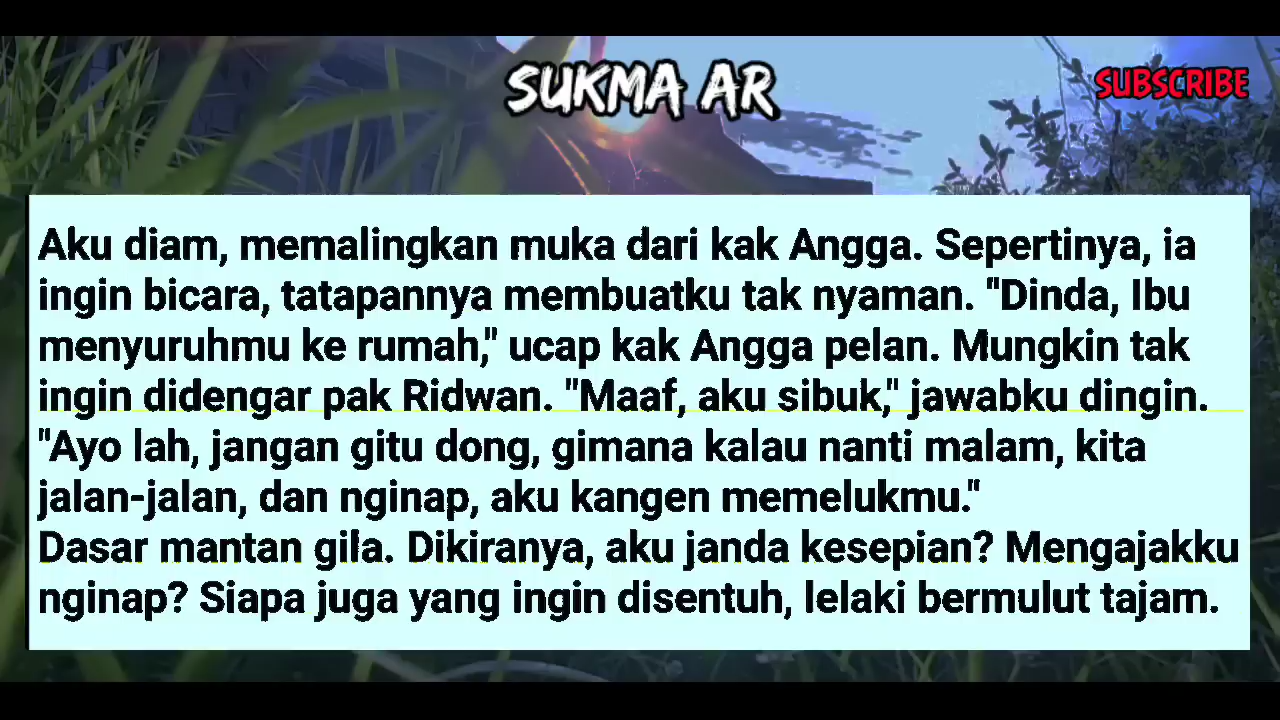 SUKMA AR
SUBSCRIBE
Aku diam, memalingkan muka dari kak Angga. Sepertinya, ia
ingin bicara, tatapannya membuatku tak nyaman. "Dinda, Ibu
menyuruhmu ke rumah," ucap kak Angga pelan. Mungkin tak
ingin didengar pak Ridwan. "Maaf, aku sibuk," jawabku dingin.
"Ayo lah, jangan gitu dong, gimana kalau nanti malam, kita
jalan-jalan, dan nginap, aku kangen memelukmu."
Dasar mantan gila. Dikiranya, aku janda kesepian? Mengajakku
nginap? Siapa juga yang ingin disentuh, lelaki bermulut tajam.